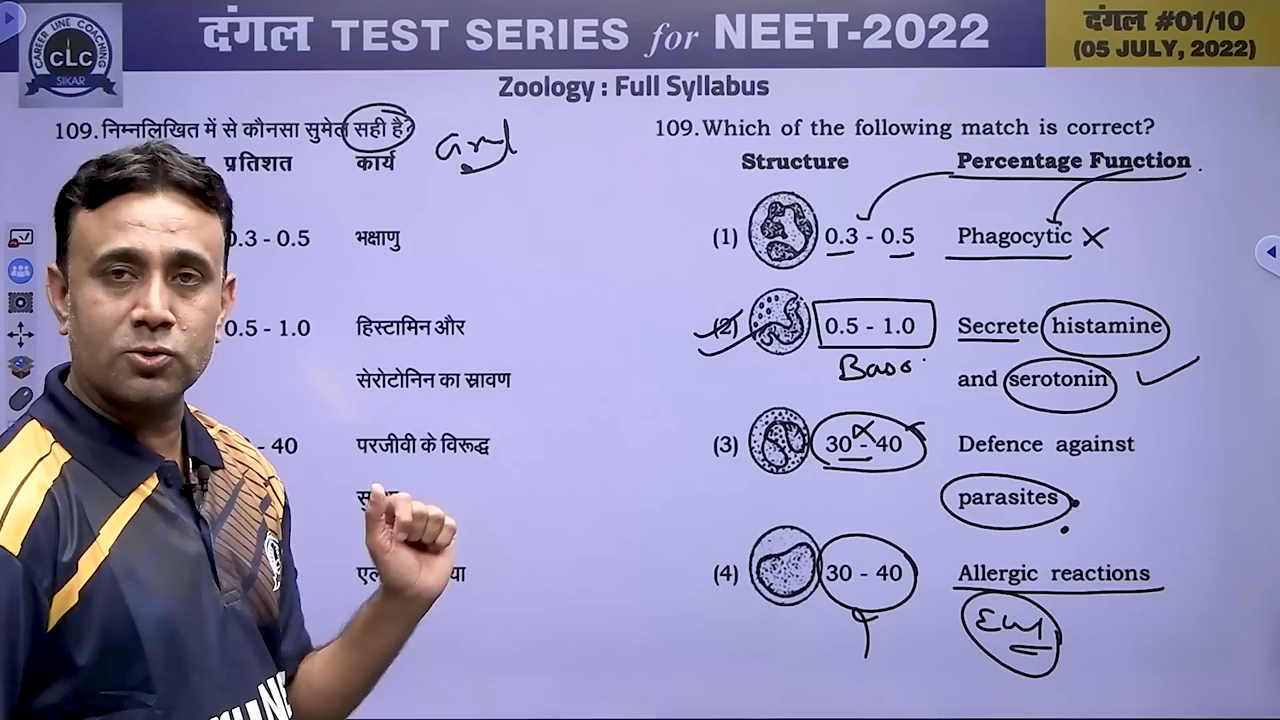 दंगल TEST SERIES for NEET-2022
दंगल #01/10
(05 JULY, 2022)
CAREER LINE COACHING
CLC
SIKAR
Zoology : Full Syllabus
109. निम्नलिखित में से कौनसा सुमेल सही है?
प्रतिशत कार्य
0.3 - 0.5 भक्षाणु
0.5 - 1.0 हिस्टामिन और
सेरोटोनिन का स्रावण
- 40 परजीवी के विरूद्ध
109. Which of the following match is correct?
Structure Percentage Function
(1) 0.3 - 0.5 Phagocytic
(2) 0.5 - 1.0 Secrete histamine
Baso
and serotonin
(3) 30 - 40 Defence against
parasites
(4) 30 - 40 Allergic reactions